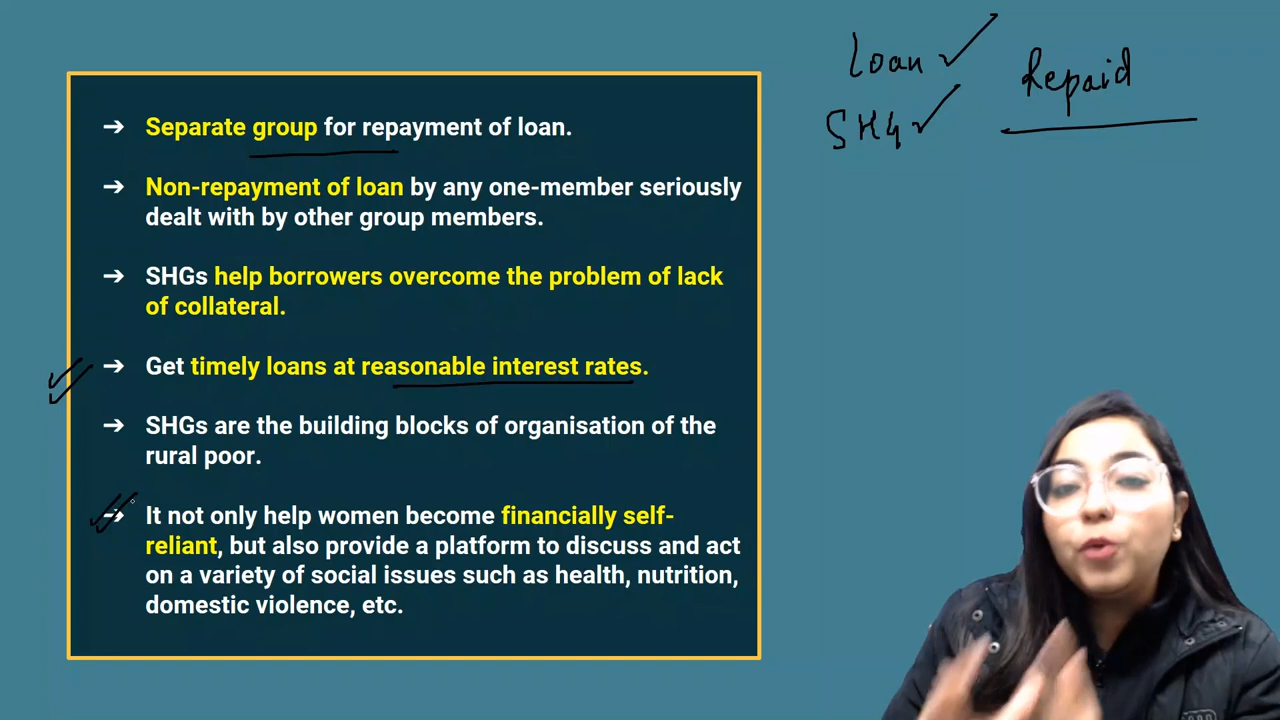 ➔ Separate group for repayment of loan.
➔ Non-repayment of loan by any one-member seriously
dealt with by other group members.
➔ SHGs help borrowers overcome the problem of lack
of collateral.
➔ Get timely loans at reasonable interest rates.
➔ SHGs are the building blocks of organisation of the
rural poor.
➔ It not only help women become financially self-
reliant, but also provide a platform to discuss and act
on a variety of social issues such as health, nutrition,
domestic violence, etc.
Loan ✓
SHG ✓
Repaid